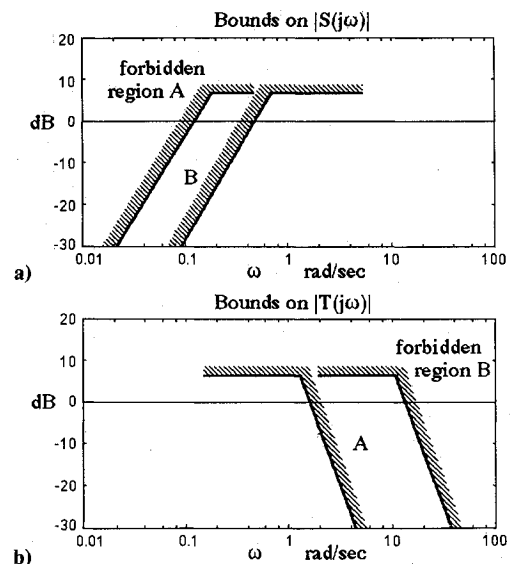 Bounds on |S(jω)|
20
10
0
-10
-20
-30
dB
forbidden
region A
B
0.01 0.1 1 10 100
ω rad/sec
a)
Bounds on |T(jω)|
20
10
0
-10
-20
-30
dB
forbidden
region B
A
0.01 0.1 1 10 100
ω rad/sec
b)